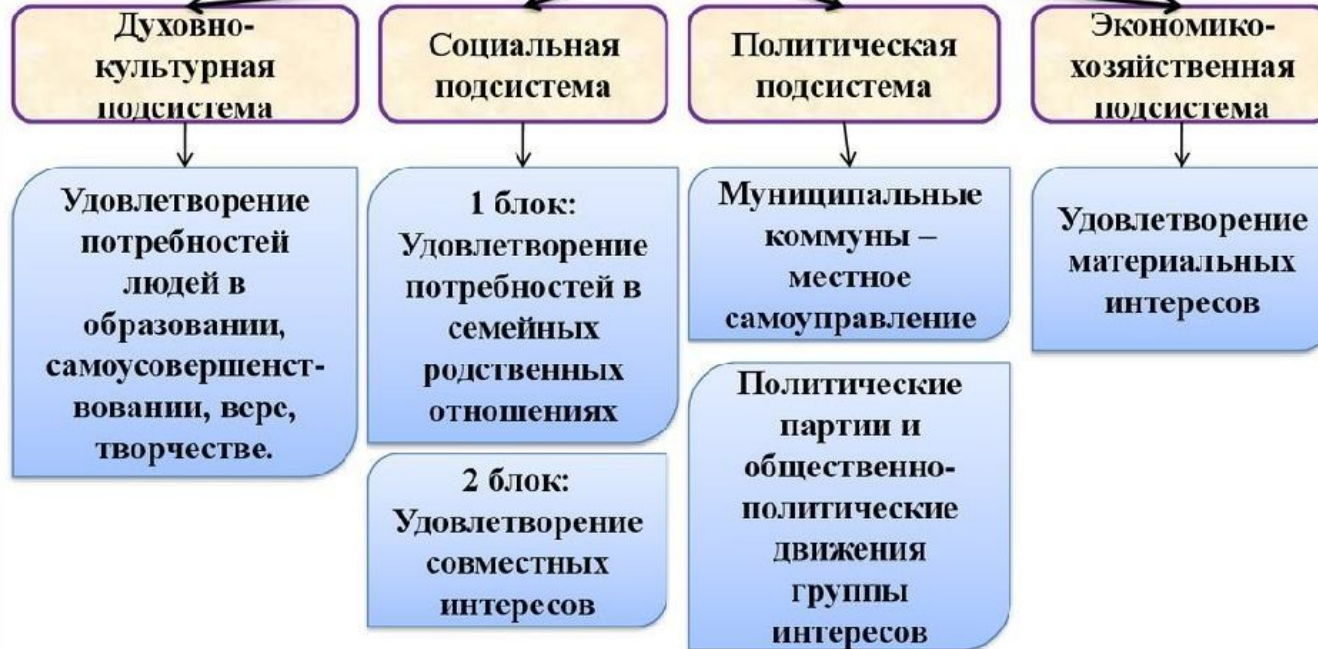 Духовно-
культурная
подсистема
Социальная
подсистема
Политическая
подсистема
Экономико-
хозяйственная
подсистема
Удовлетворение
потребностей
людей в
образовании,
самоусовершенст-
вовании, вере,
творчестве.
1 блок:
Удовлетворение
потребностей в
семейных
родственных
отношениях
2 блок:
Удовлетворение
совместных
интересов
Муниципальные
коммуны –
местное
самоуправление
Политические
партии и
общественно-
политические
движения
группы
интересов
Удовлетворение
материальных
интересов